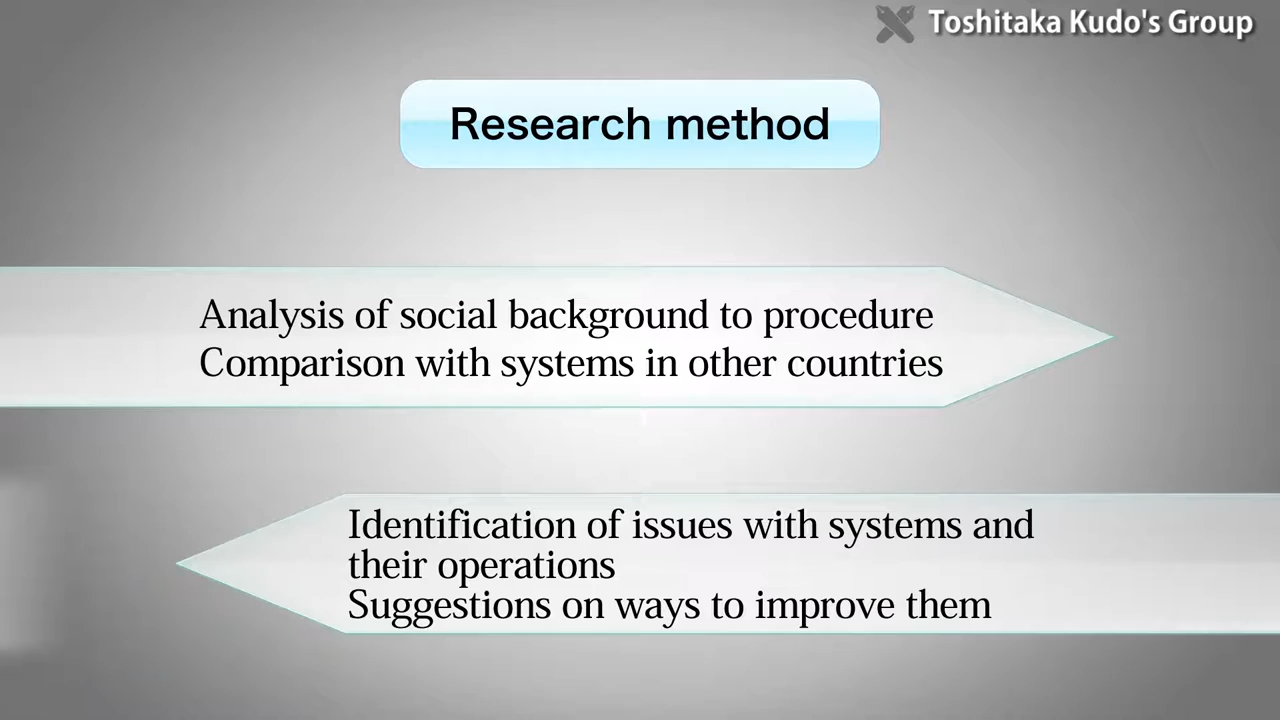 Toshitaka Kudo's Group
Research method
Analysis of social background to procedure
Comparison with systems in other countries
Identification of issues with systems and
their operations
Suggestions on ways to improve them